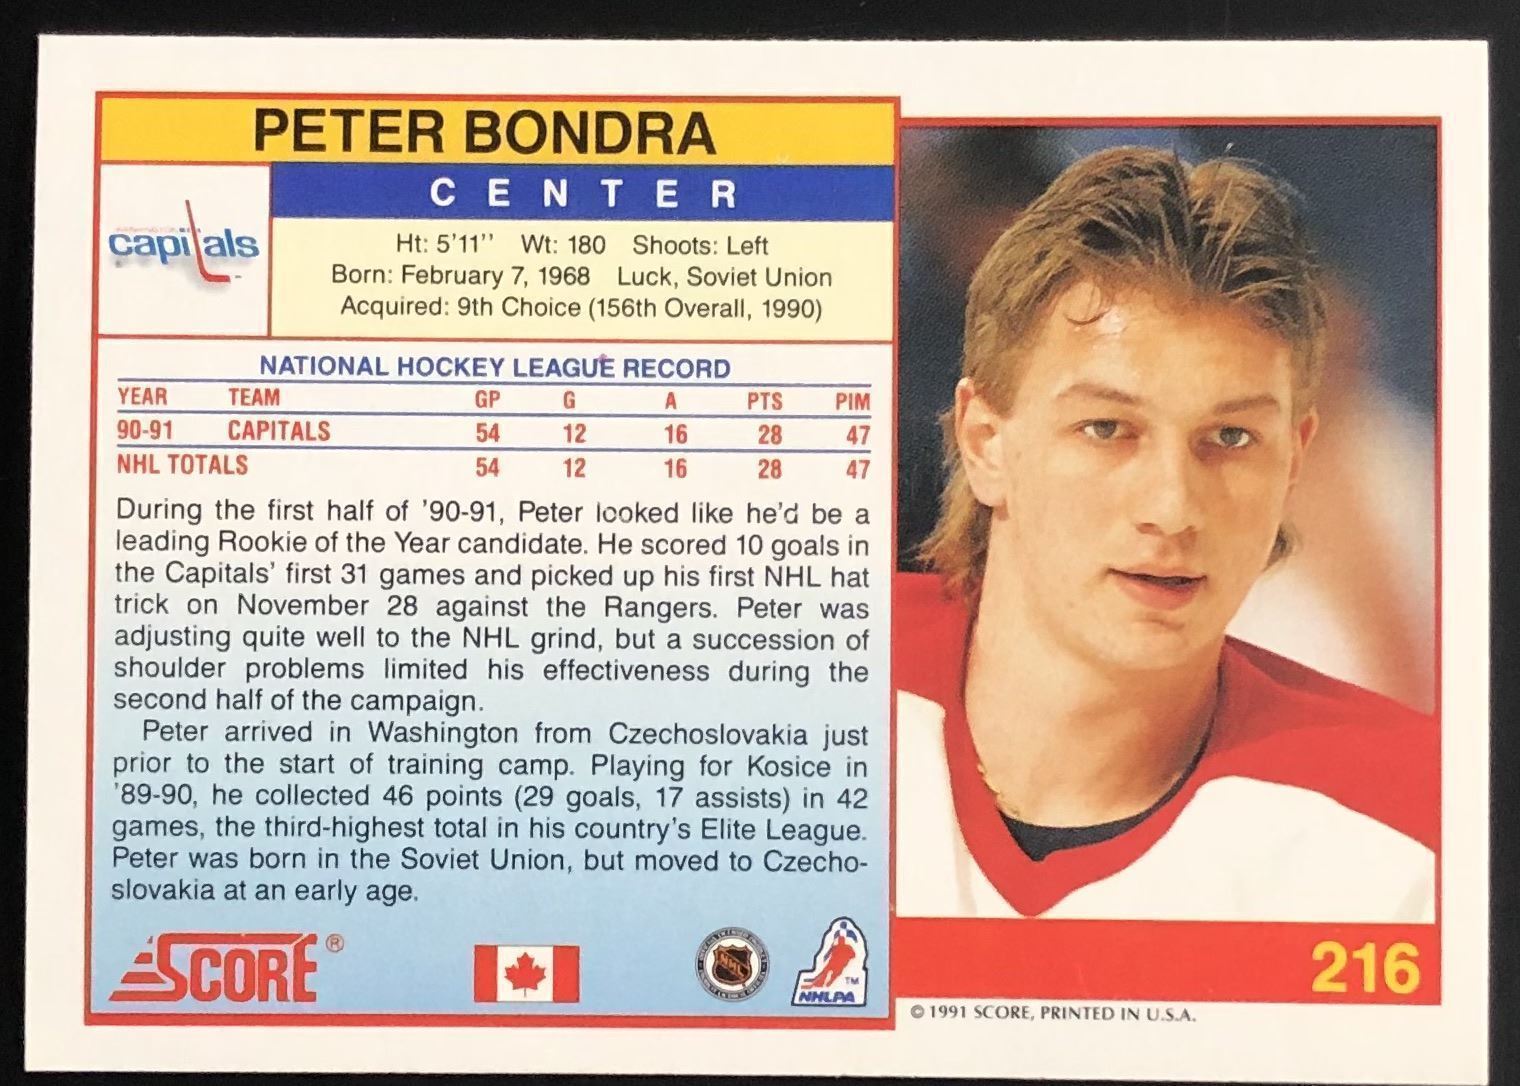 PETER BONDRA
CENTER
capitals
Ht: 5'11'' Wt: 180 Shoots: Left
Born: February 7, 1968 Luck, Soviet Union
Acquired: 9th Choice (156th Overall, 1990)
NATIONAL HOCKEY LEAGUE RECORD
YEAR TEAM GP G A PTS PIM
90-91 CAPITALS 54 12 16 28 47
NHL TOTALS 54 12 16 28 47
During the first half of '90-91, Peter looked like he'd be a
leading Rookie of the Year candidate. He scored 10 goals in
the Capitals' first 31 games and picked up his first NHL hat
trick on November 28 against the Rangers. Peter was
adjusting quite well to the NHL grind, but a succession of
shoulder problems limited his effectiveness during the
second half of the campaign.
Peter arrived in Washington from Czechoslovakia just
prior to the start of training camp. Playing for Kosice in
'89-90, he collected 46 points (29 goals, 17 assists) in 42
games, the third-highest total in his country's Elite League.
Peter was born in the Soviet Union, but moved to Czecho-
slovakia at an early age.
SCORE®
NHL
NHLPA TM
216
© 1991 SCORE, PRINTED IN U.S.A.